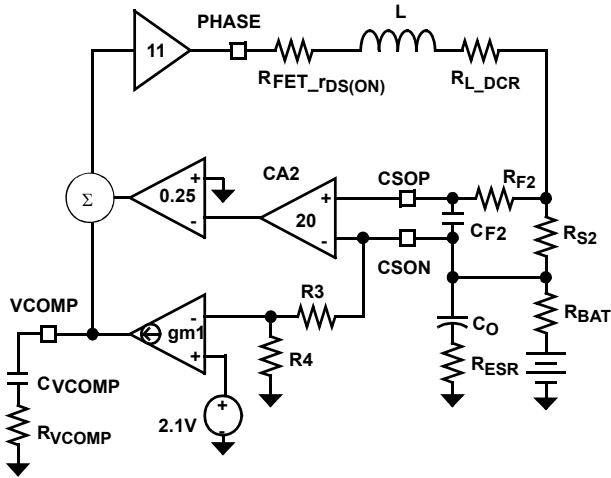 PHASE
L
11
RFET_rDS(ON)
RL_DCR
CA2
CSOP
RF2
+
0.25
-
+
20
-
Σ
CF2
RS2
CSON
VCOMP
R3
RBAT
-
gm1
+
CO
R4
RESR
CVCOMP
RVCOMP
2.1V
+
-